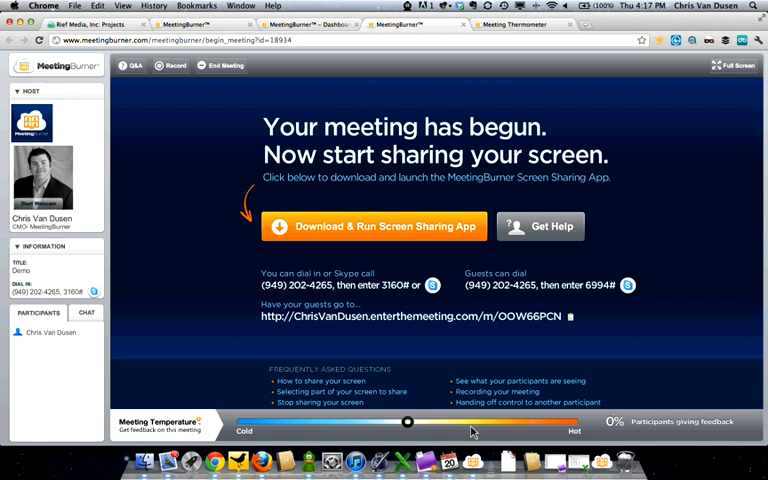 Chrome File Edit View History Bookmarks Window Help
1 (100%) Thu 4:17 PM Chris Van Dusen
Rief Media, Inc: Projects
MeetingBurner™
MeetingBurner™ - Dashboa
MeetingBurner™
Meeting Thermometer
www.meetingburner.com/meetingburner/begin_meeting?id=18934
MeetingBurner™
Q&A Record End Meeting Full Screen
HOST
MeetingBurner
Start Webcam
Chris Van Dusen
CMO- MeetingBurner
INFORMATION
TITLE:
Demo
DIAL IN:
(949) 202-4265, 3160#
PARTICIPANTS CHAT
Chris Van Dusen
Your meeting has begun.
Now start sharing your screen.
Click below to download and launch the MeetingBurner Screen Sharing App.
Download & Run Screen Sharing App
? Get Help
You can dial in or Skype call
(949) 202-4265, then enter 3160# or
Guests can dial
(949) 202-4265, then enter 6994#
Have your guests go to...
http://ChrisVanDusen.enterthemeeting.com/m/OOW66PCN
FREQUENTLY ASKED QUESTIONS
• How to share your screen
• Selecting part of your screen to share
• Stop sharing your screen
• See what your participants are seeing
• Recording your meeting
• Handing off control to another participant
Meeting Temperature
Get feedback on this meeting
Cold
Hot
0% Participants giving feedback
20